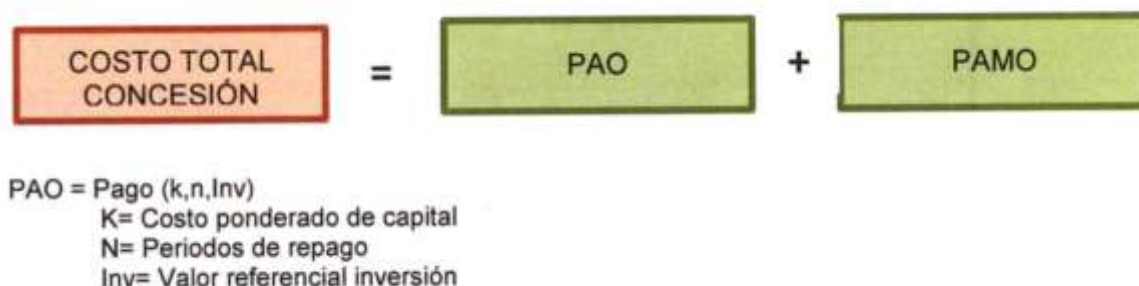 COSTO TOTAL
CONCESIÓN
=
PAO
+
PAMO
PAO = Pago (k,n,Inv)
K= Costo ponderado de capital
N= Periodos de repago
Inv= Valor referencial inversión